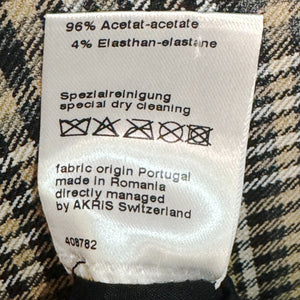 96% Acetat-acetate
4% Elasthan-elastane
Spezialreinigung
special dry cleaning
fabric origin Portugal
made in Romania
directly managed
by AKRIS Switzerland
408782